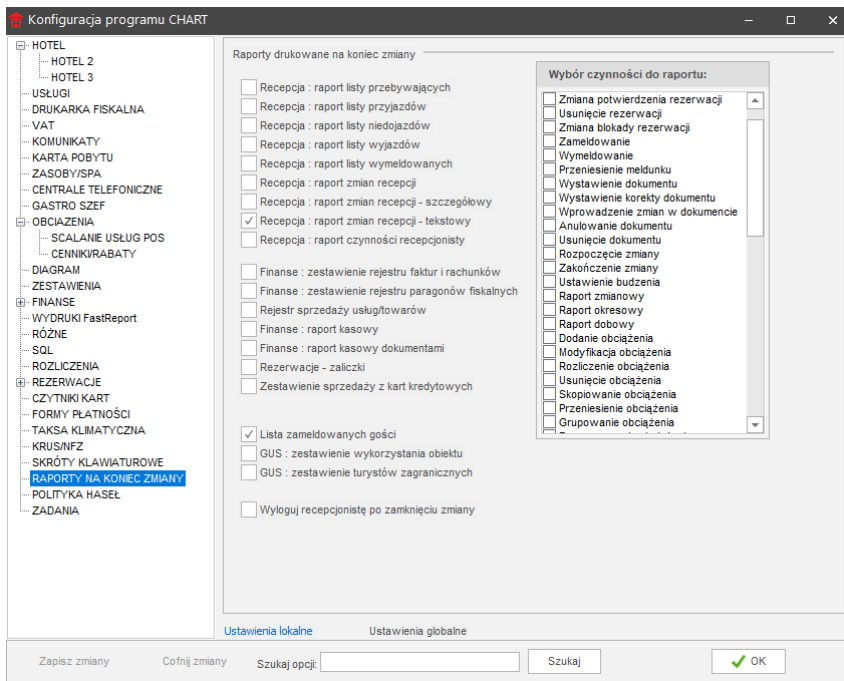 Konfiguracja programu CHART
HOTEL
HOTEL 2
HOTEL 3
USŁUGI
DRUKARKA FISKALNA
VAT
KOMUNIKATY
KARTA POBYTU
ZASOBY/SPA
CENTRALE TELEFONICZNE
GASTRO SZEF
OBCIAZENIA
SCALANIE USŁUG POS
CENNIKI/RABATY
DIAGRAM
ZESTAWIENIA
FINANSE
WYDRUKI FastReport
RÓŻNE
SQL
ROZLICZENIA
REZERWACJE
CZYTNIKI KART
FORMY PŁATNOŚCI
TAKSA KLIMATYCZNA
KRUS/NFZ
SKRÓTY KLAWIATUROWE
RAPORTY NA KONIEC ZMIANY
POLITYKA HASEŁ
ZADANIA
Raporty drukowane na koniec zmiany
Recepcja : raport listy przebywających
Recepcja : raport listy przyjazdów
Recepcja : raport listy niedojazdów
Recepcja : raport listy wyjazdów
Recepcja : raport listy wymeldowanych
Recepcja : raport zmian recepcji
Recepcja : raport zmian recepcji - szczegółowy
Recepcja : raport zmian recepcji - tekstowy
Recepcja : raport czynności recepcjonisty
Finanse : zestawienie rejestru faktur i rachunków
Finanse : zestawienie rejestru paragonów fiskalnych
Rejestr sprzedaży usług/towarów
Finanse : raport kasowy
Finanse : raport kasowy dokumentami
Rezerwacje - zaliczki
Zestawienie sprzedaży z kart kredytowych
Lista zameldowanych gości
GUS : zestawienie wykorzystania obiektu
GUS : zestawienie turystów zagranicznych
Wyloguj recepcjonistę po zamknięciu zmiany
Wybór czynności do raportu:
Zmiana potwierdzenia rezerwacji
Usunięcie rezerwacji
Zmiana blokady rezerwacji
Zameldowanie
Wymeldowanie
Przeniesienie meldunku
Wystawienie dokumentu
Wystawienie korekty dokumentu
Wprowadzenie zmian w dokumencie
Anulowanie dokumentu
Usunięcie dokumentu
Rozpoczęcie zmiany
Zakończenie zmiany
Ustawienie budzenia
Raport zmianowy
Raport okresowy
Raport dobowy
Dodanie obciążenia
Modyfikacja obciążenia
Rozliczenie obciążenia
Usunięcie obciążenia
Skopiowanie obciążenia
Przeniesienie obciążenia
Grupowanie obciążenia
Ustawienia lokalne
Ustawienia globalne
Zapisz zmiany
Cofnij zmiany
Szukaj opcji:
Szukaj
OK